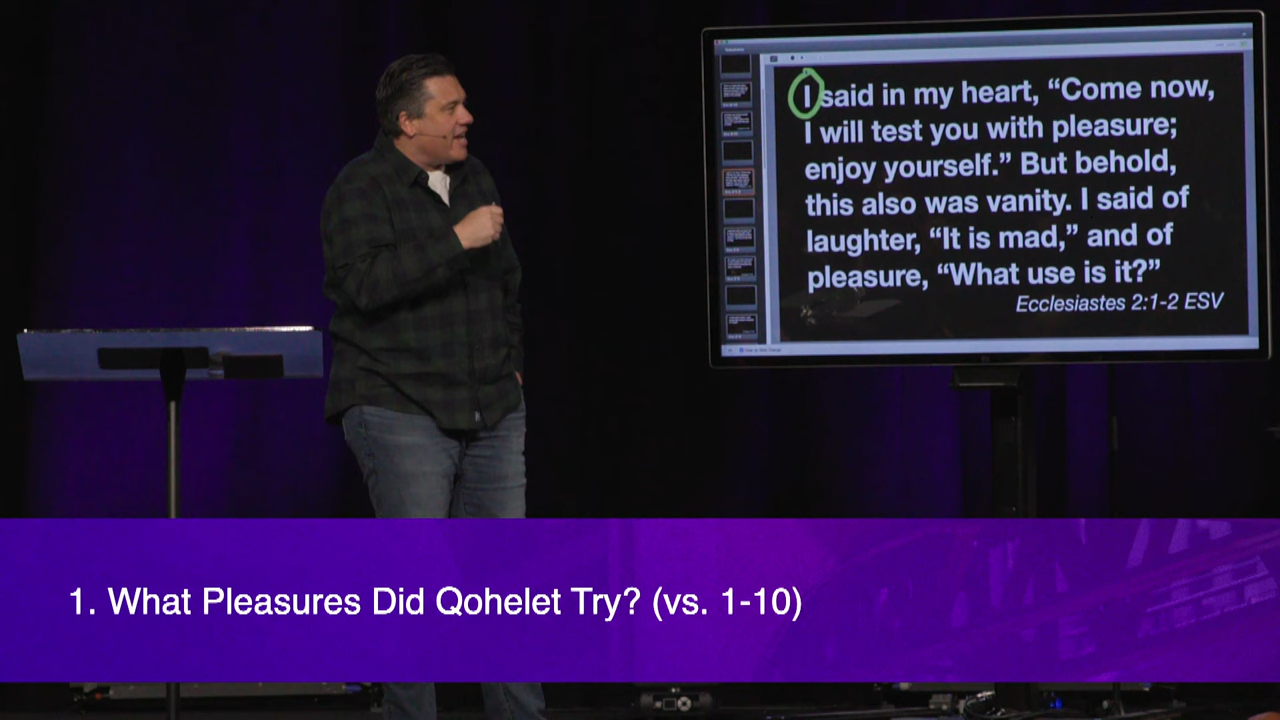 I said in my heart, “Come now,
I will test you with pleasure;
enjoy yourself.” But behold,
this also was vanity. I said of
laughter, “It is mad,” and of
pleasure, “What use is it?”
Ecclesiastes 2:1-2 ESV
1. What Pleasures Did Qohelet Try? (vs. 1-10)